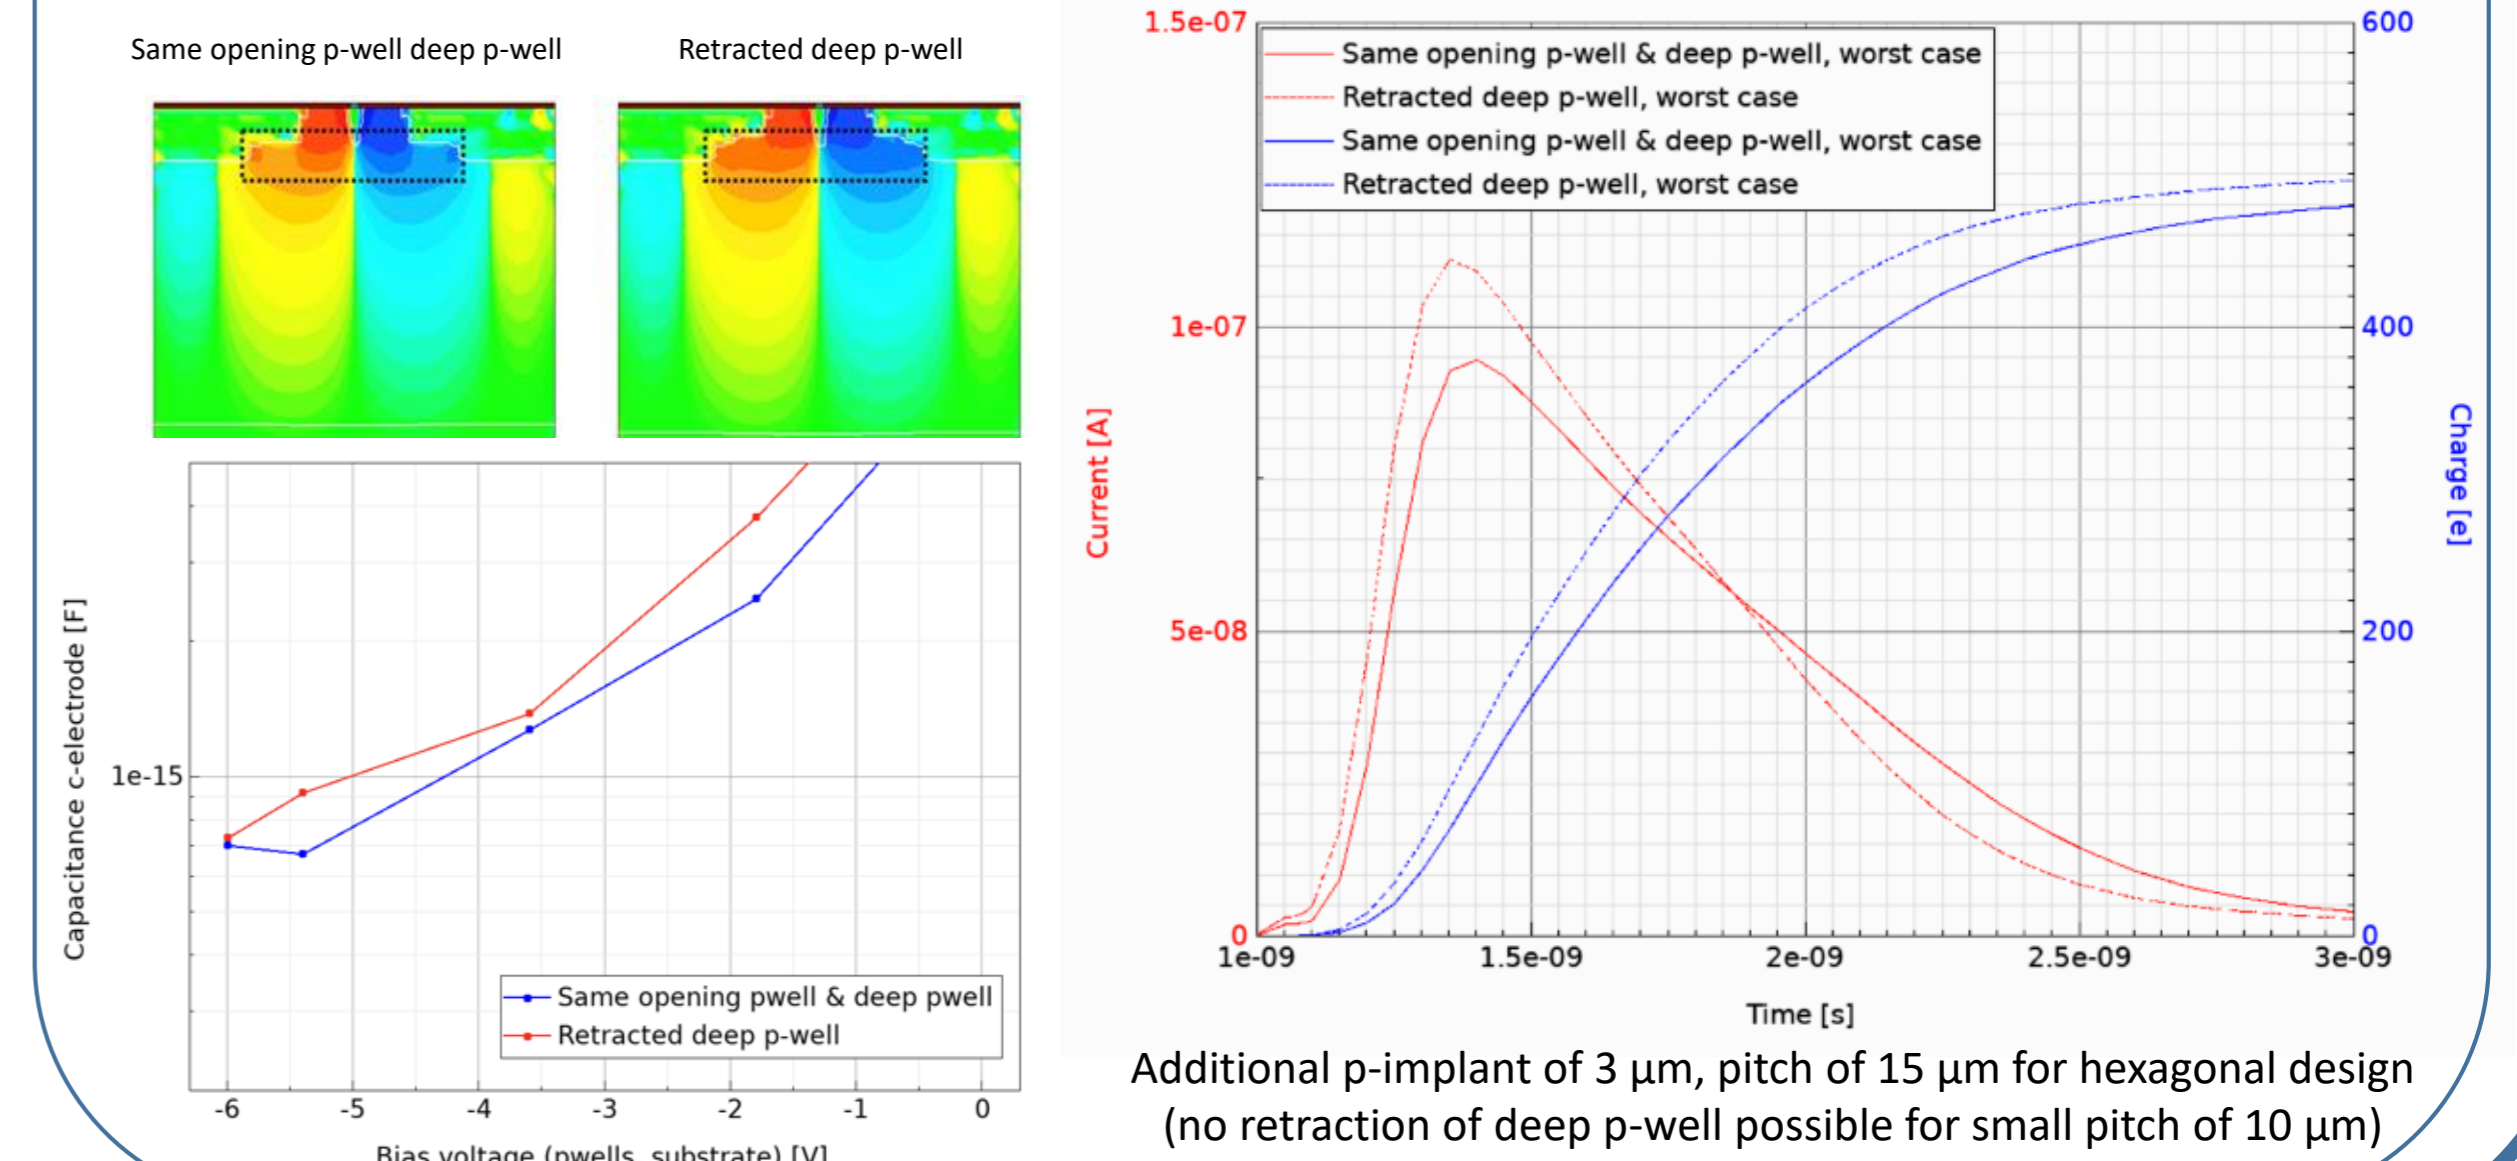 Same opening p-well deep p-well
Retracted deep p-well
Capacitance c-electrode [F]
1e-15
Same opening pwell & deep pwell
Retracted deep p-well
-6 -5 -4 -3 -2 -1 0
Bias voltage (pwells, substrate) [V]
1.5e-07
1e-07
5e-08
0
Current [A]
Same opening p-well & deep p-well, worst case
Retracted deep p-well, worst case
Same opening p-well & deep p-well, worst case
Retracted deep p-well, worst case
600
400
200
0
Charge [e]
1e-09 1.5e-09 2e-09 2.5e-09 3e-09
Time [s]
Additional p-implant of 3 μm, pitch of 15 μm for hexagonal design
(no retraction of deep p-well possible for small pitch of 10 μm)